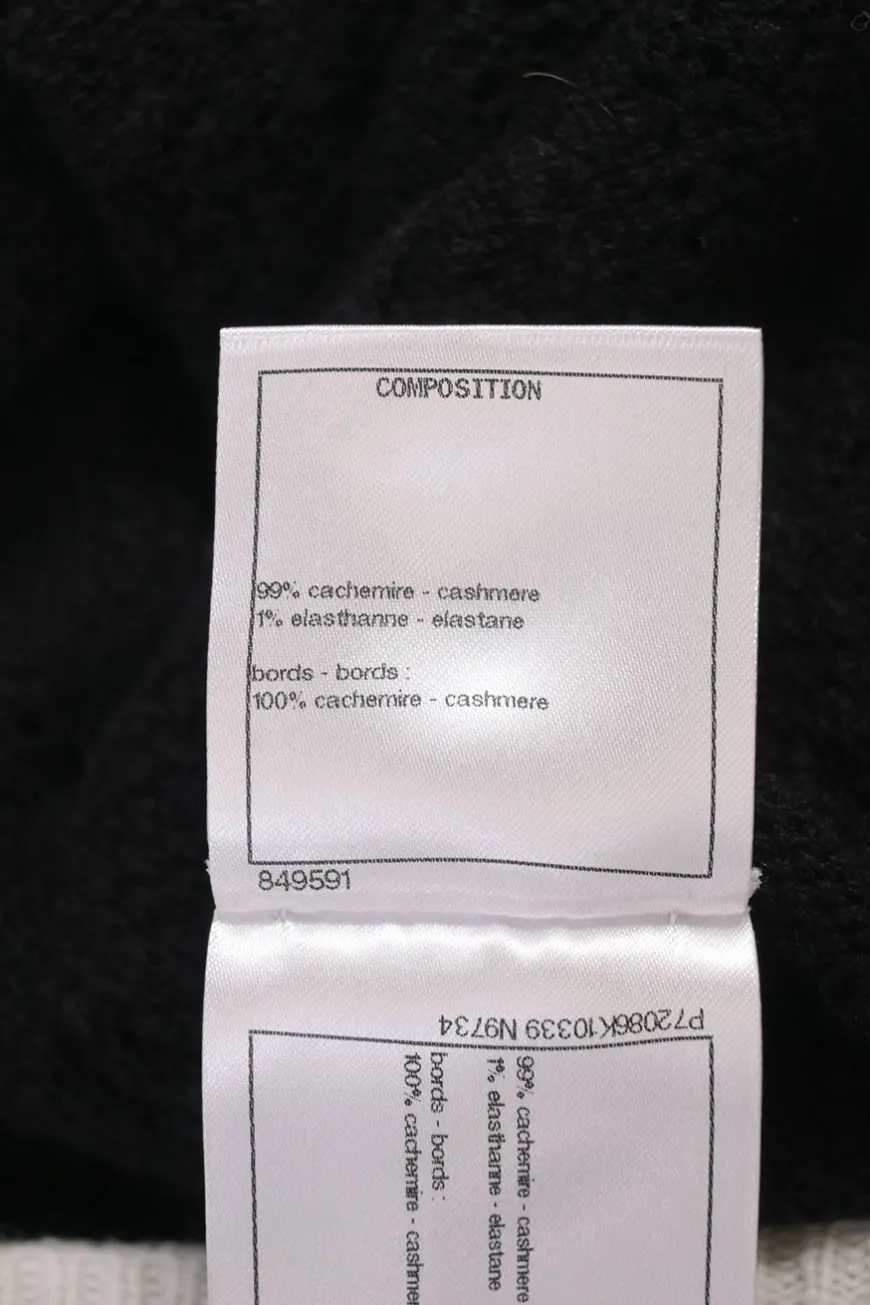 COMPOSITION
99% cachemire - cashmere
1% elasthanne - elastane
bords - bords :
100% cachemire - cashmere
849591
P72086K10339 N9734
99% cachemire - cashmere
1% elasthanne - elastane
bords - bords :
100% cachemire - cashmer